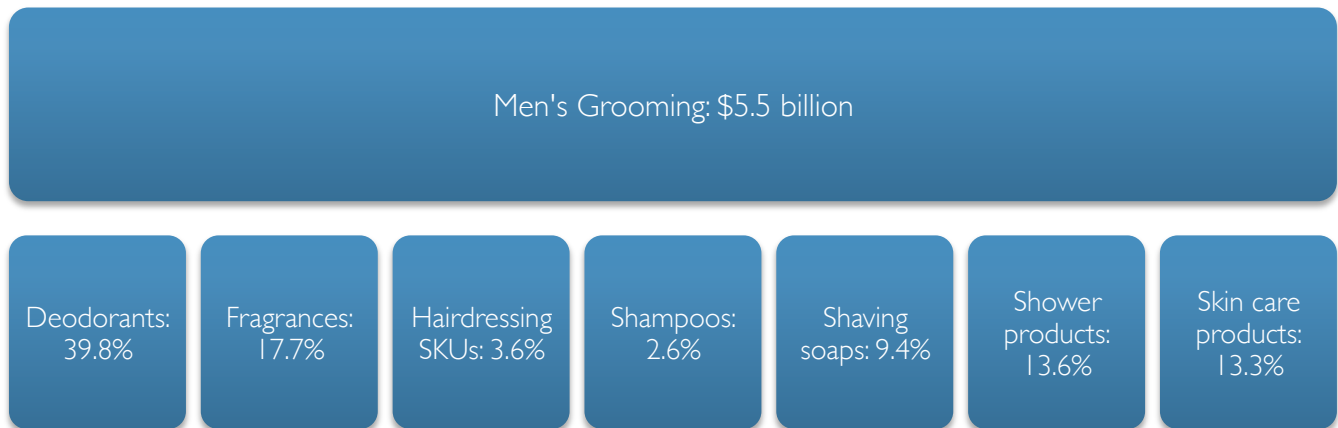 Men's Grooming: $5.5 billion
Deodorants:
39.8%
Fragrances:
17.7%
Hairdressing
SKUs: 3.6%
Shampoos:
2.6%
Shaving
soaps: 9.4%
Shower
products:
13.6%
Skin care
products:
13.3%